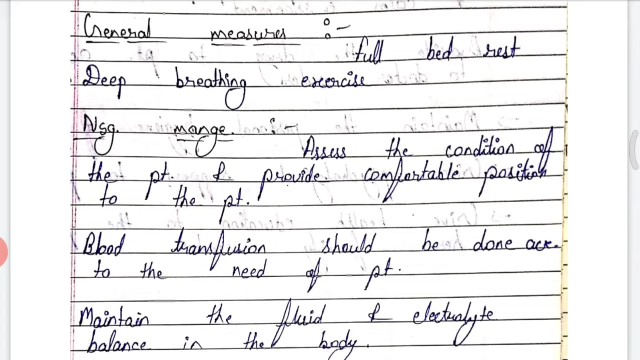 General measures :-
full bed rest
Deep breathing exercise
Nsg. mange. :-
Assess the condition of
the pt. & provide comfortable position
to the pt.
Blood transfusion should be done acc.
to the need of pt.
Maintain the fluid & electrolyte
balance in the body.